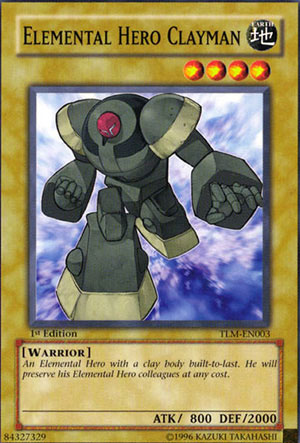 ELEMENTAL HERO CLAYMAN
EARTH
地
1st Edition
TLM-EN003
[WARRIOR]
An Elemental Hero with a clay body built-to-last. He will
preserve his Elemental Hero colleagues at any cost.
ATK/ 800 DEF/2000
84327329
©1996 KAZUKI TAKAHASHI